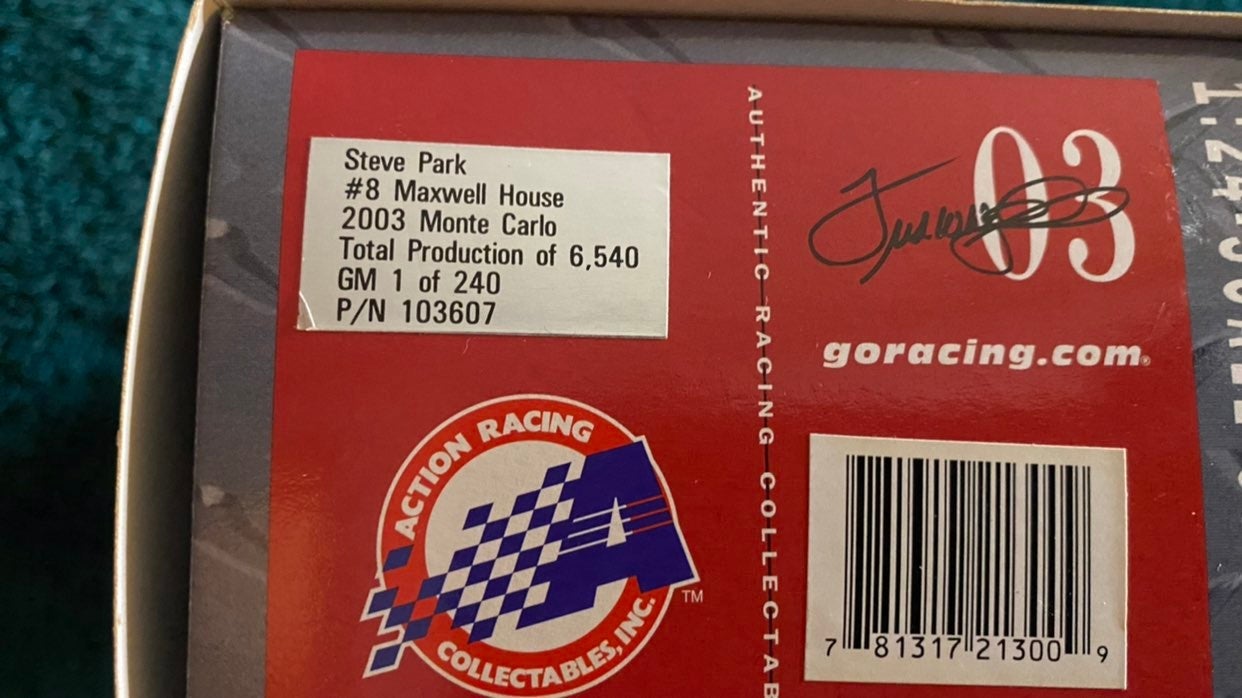 Steve Park
#8 Maxwell House
2003 Monte Carlo
Total Production of 6,540
GM 1 of 240
P/N 103607
AUTHENTIC RACING COLLECTAB
03
goracing.com
ACTION RACING
COLLECTABLES, INC.
TM
7 81317 21300 9